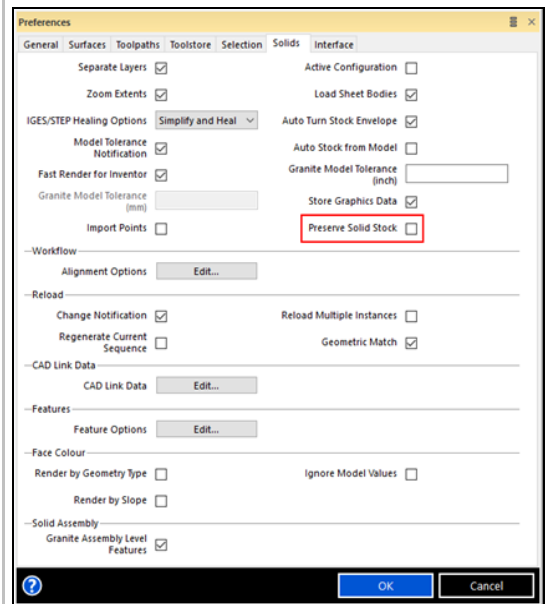 Preferences
General Surfaces Toolpaths Toolstore Selection Solids Interface
Separate Layers Active Configuration
Zoom Extents Load Sheet Bodies
IGES/STEP Healing Options Simplify and Heal Auto Turn Stock Envelope
Model Tolerance
Notification
Auto Stock from Model
Fast Render for Inventor
Granite Model Tolerance
(inch)
Granite Model Tolerance
(mm)
Store Graphics Data
Import Points Preserve Solid Stock
Workflow
Alignment Options Edit...
Reload
Change Notification Reload Multiple Instances
Regenerate Current
Sequence
Geometric Match
CAD Link Data
CAD Link Data Edit...
Features
Feature Options Edit...
Face Colour
Render by Geometry Type Ignore Model Values
Render by Slope
Solid Assembly
Granite Assembly Level
Features
? OK Cancel